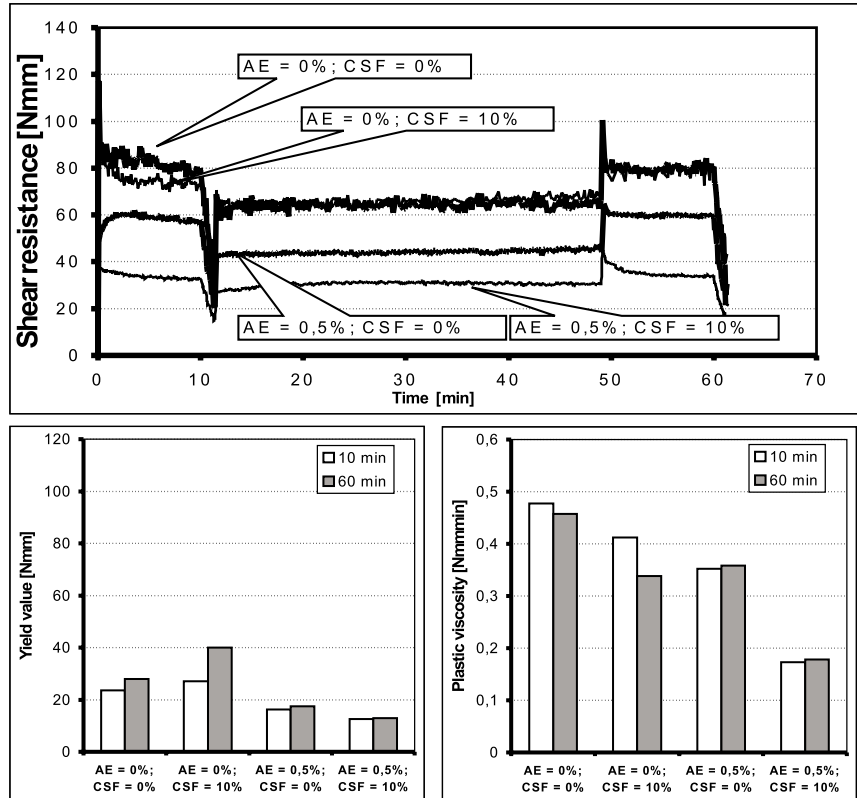 140
120
100
80
60
40
20
0
Shear resistance [Nmm]
AE = 0%; CSF = 0%
AE = 0%; CSF = 10%
AE = 0,5%; CSF = 0%
AE = 0,5%; CSF = 10%
0 10 20 30 40 50 60 70
Time [min]
120
100
80
60
40
20
0
Yield value [Nmm]
10 min
60 min
AE = 0%; AE = 0%; AE = 0,5%; AE = 0,5%;
CSF = 0% CSF = 10% CSF = 0% CSF = 10%
0,6
0,5
0,4
0,3
0,2
0,1
0
Plastic viscosity [Nmmmin]
10 min
60 min
AE = 0%; AE = 0%; AE = 0,5%; AE = 0,5%;
CSF = 0% CSF = 10% CSF = 0% CSF = 10%